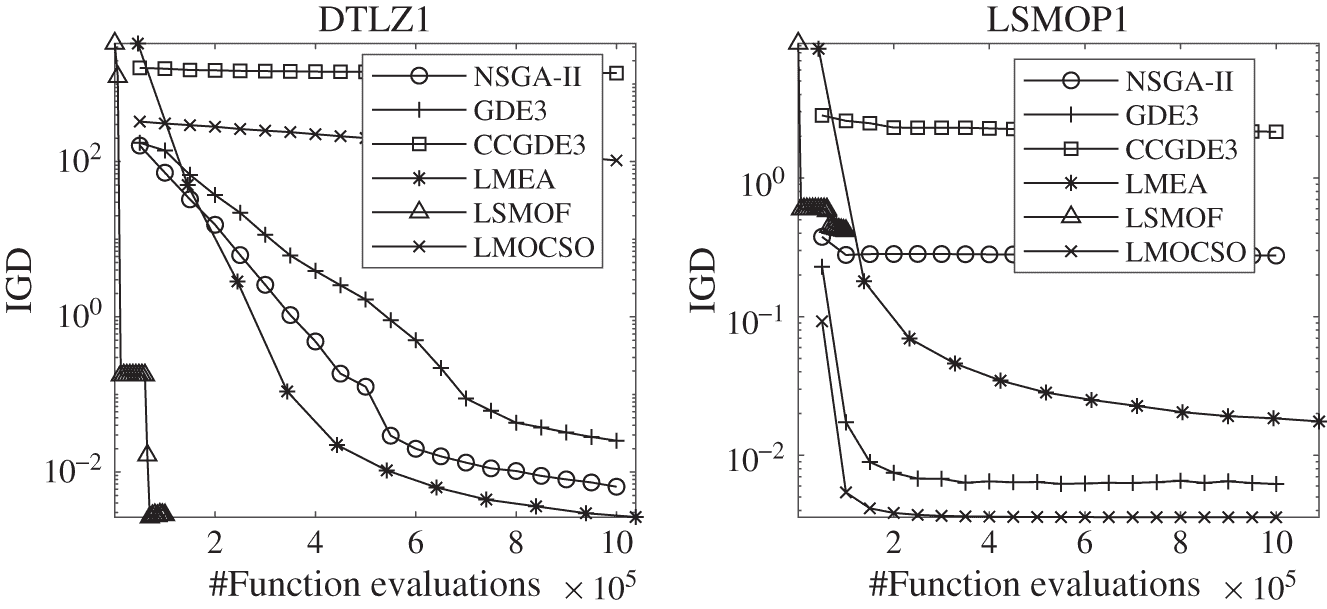 DTLZ1
IGD
10^2
10^0
10^-2
NSGA-II
GDE3
CCGDE3
LMEA
LSMOF
LMOCSO
2 4 6 8 10
#Function evaluations × 10^5
LSMOP1
IGD
10^0
10^-1
10^-2
NSGA-II
GDE3
CCGDE3
LMEA
LSMOF
LMOCSO
2 4 6 8 10
#Function evaluations × 10^5